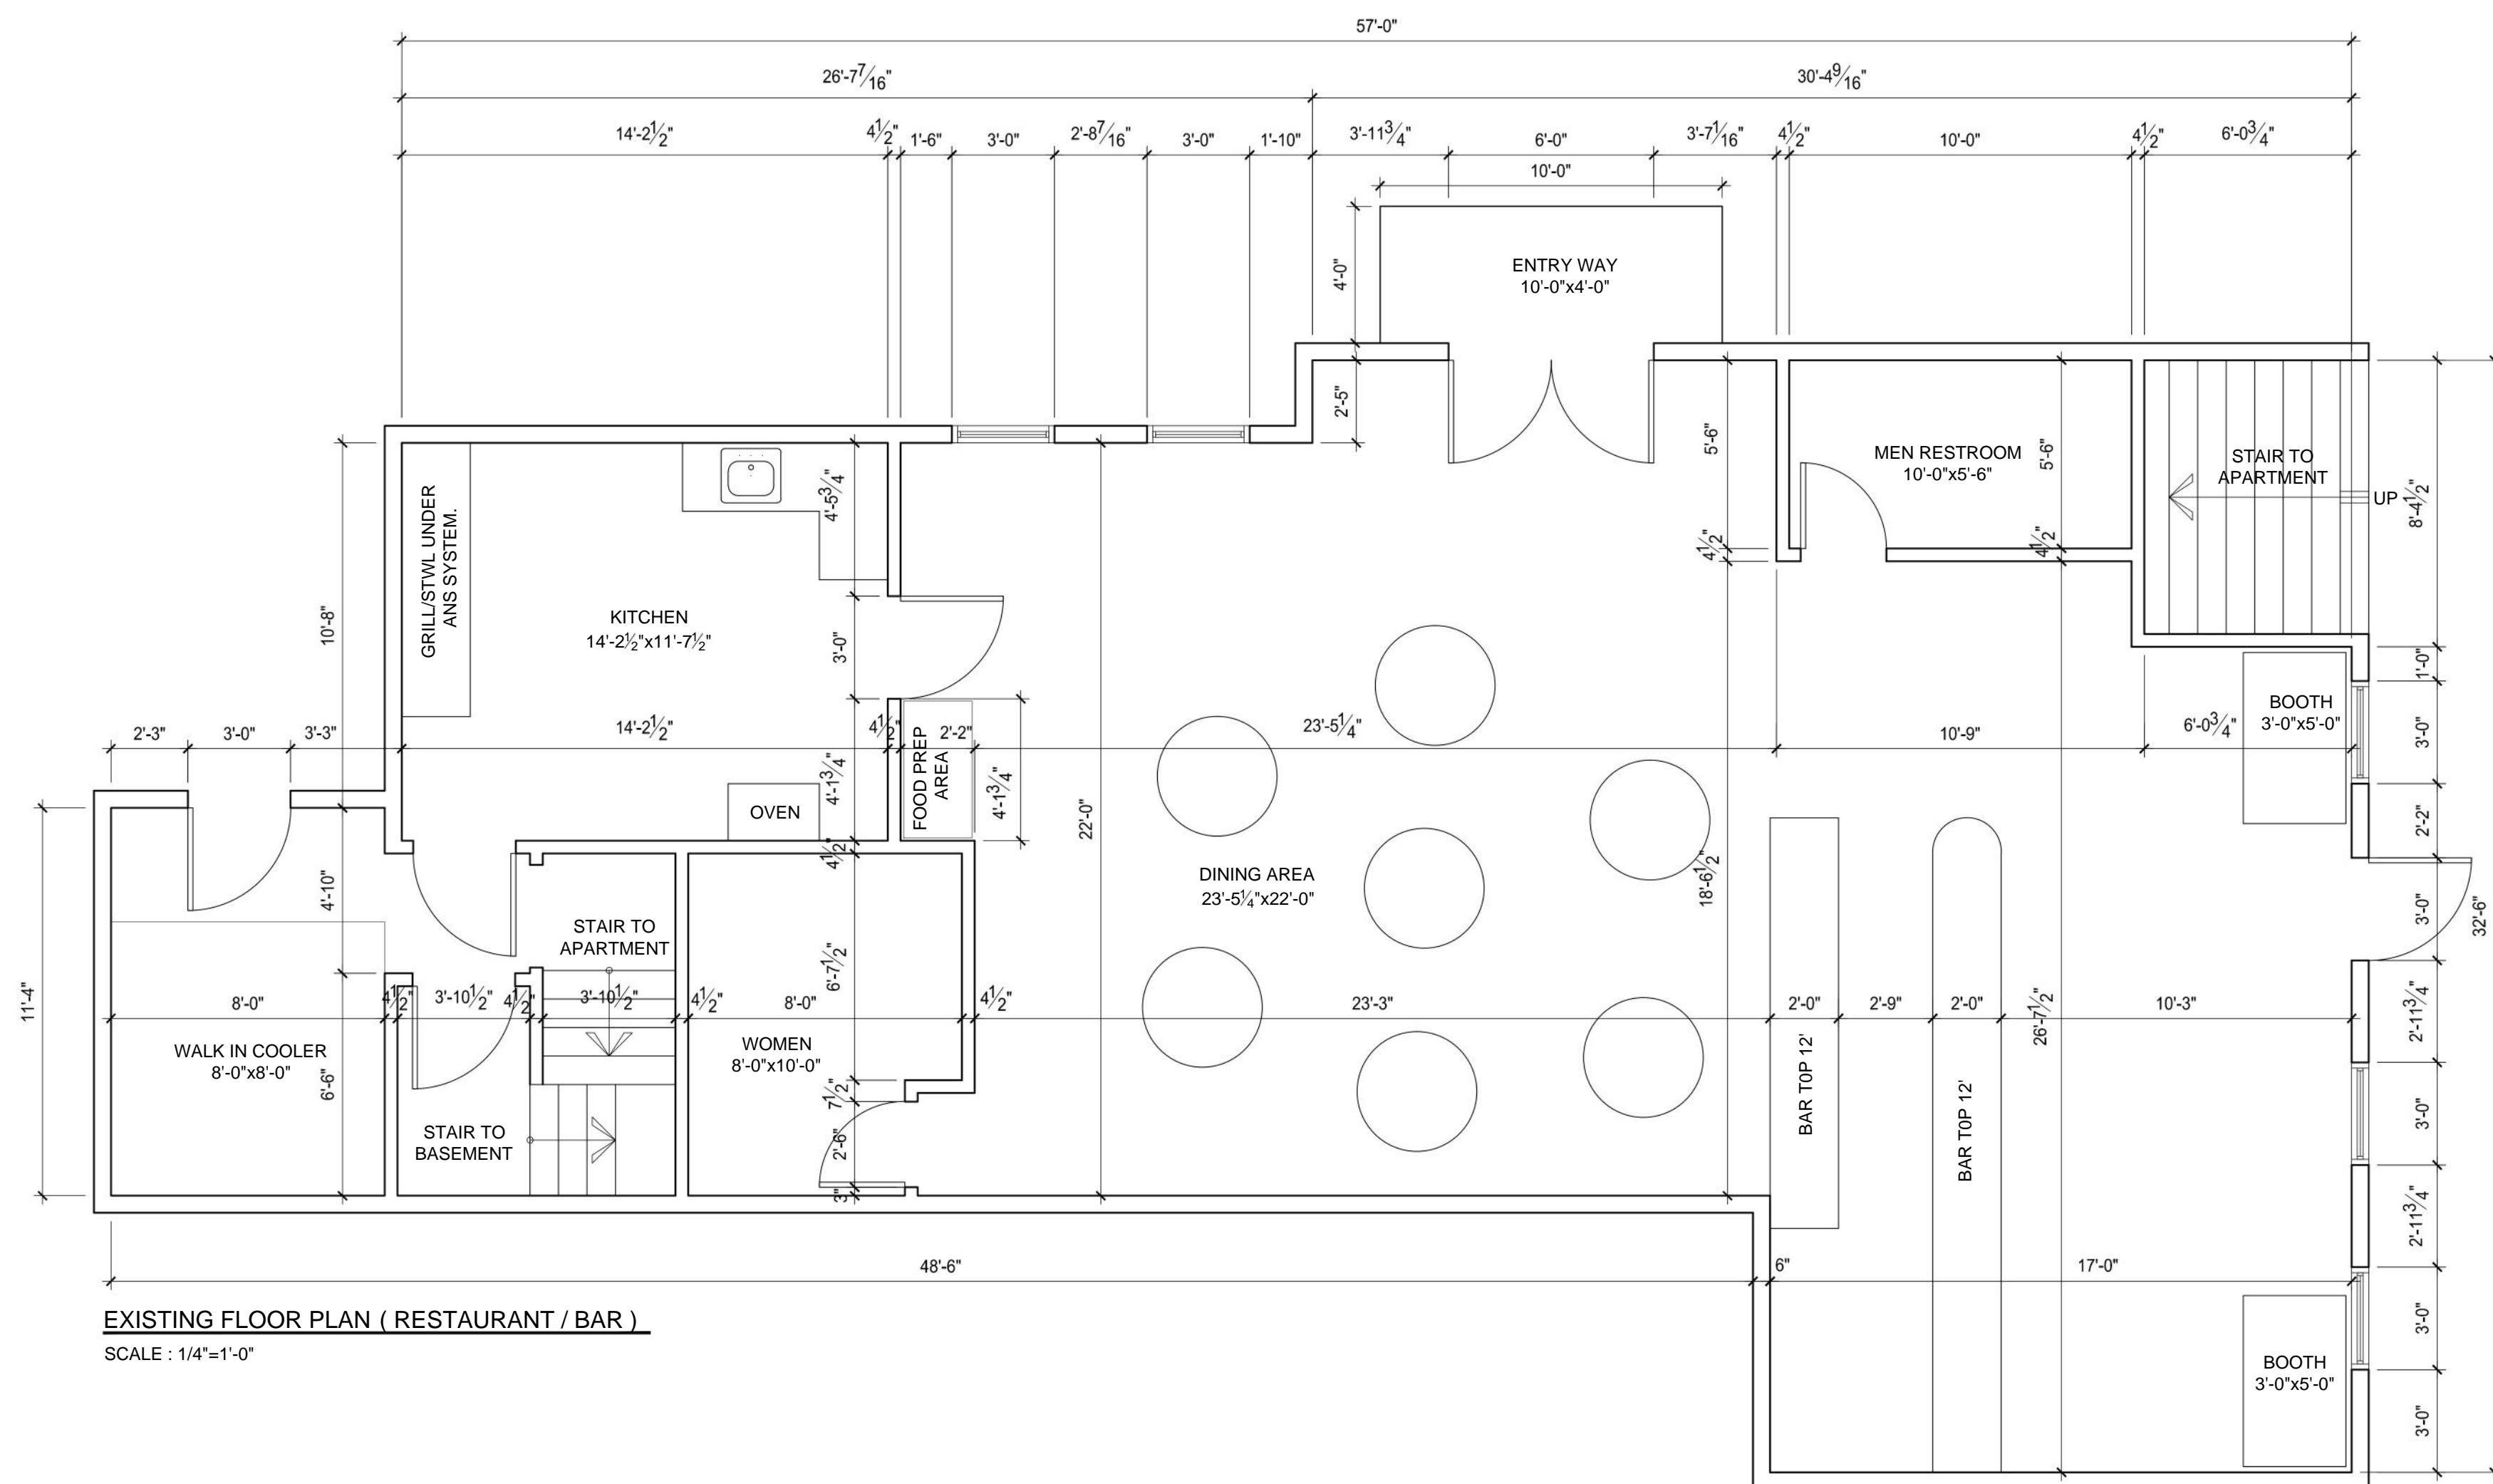 57'-0"
26'-7 7/16"
30'-4 9/16"
14'-2 1/2"
4 1/2"
1'-6"
3'-0"
2'-8 7/16"
3'-0"
1'-10"
3'-11 3/4"
6'-0"
3'-7 1/16"
4 1/2"
10'-0"
4 1/2"
6'-0 3/4"
10'-0"
4'-0"
ENTRY WAY
10'-0"x4'-0"
2'-5"
5'-6"
4 1/2"
MEN RESTROOM
10'-0"x5'-6"
5'-6"
4 1/2"
STAIR TO
APARTMENT
UP
8'-4 1/2"
GRILL/STWL UNDER
ANS SYSTEM.
4'-5 3/4"
10'-8"
KITCHEN
14'-2 1/2"x11'-7 1/2"
3'-0"
1'-0"
BOOTH
3'-0"x5'-0"
3'-0"
2'-3"
3'-0"
3'-3"
14'-2 1/2"
4 1/2"
2'-2"
23'-5 1/4"
10'-9"
6'-0 3/4"
FOOD PREP
AREA
4'-1 3/4"
4'-1 3/4"
OVEN
4 1/2"
22'-0"
2'-2"
DINING AREA
23'-5 1/4"x22'-0"
18'-6 1/2"
3'-0"
32'-6"
4'-10"
STAIR TO
APARTMENT
6'-7 1/2"
11'-4"
8'-0"
4 1/2"
3'-10 1/2"
4 1/2"
3'-10 1/2"
4 1/2"
8'-0"
4 1/2"
23'-3"
2'-0"
2'-9"
2'-0"
26'-7 1/2"
10'-3"
2'-11 3/4"
WALK IN COOLER
8'-0"x8'-0"
6'-6"
WOMEN
8'-0"x10'-0"
7 1/2"
BAR T0P 12'
BAR T0P 12'
3'-0"
STAIR TO
BASEMENT
2'-6"
3"
2'-11 3/4"
48'-6"
6"
17'-0"
3'-0"
EXISTING FLOOR PLAN ( RESTAURANT / BAR )
SCALE : 1/4"=1'-0"
BOOTH
3'-0"x5'-0"
3'-0"